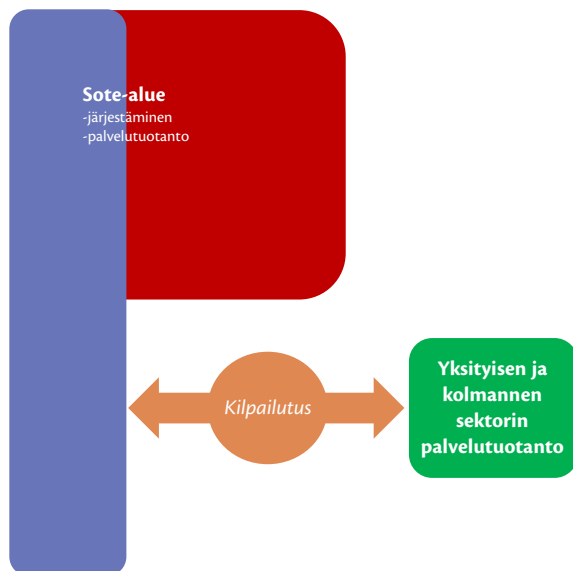 Sote-alue
-järjestäminen
-palvelutuotanto
Kilpailutus
Yksityisen ja
kolmannen
sektorin
palvelutuotanto